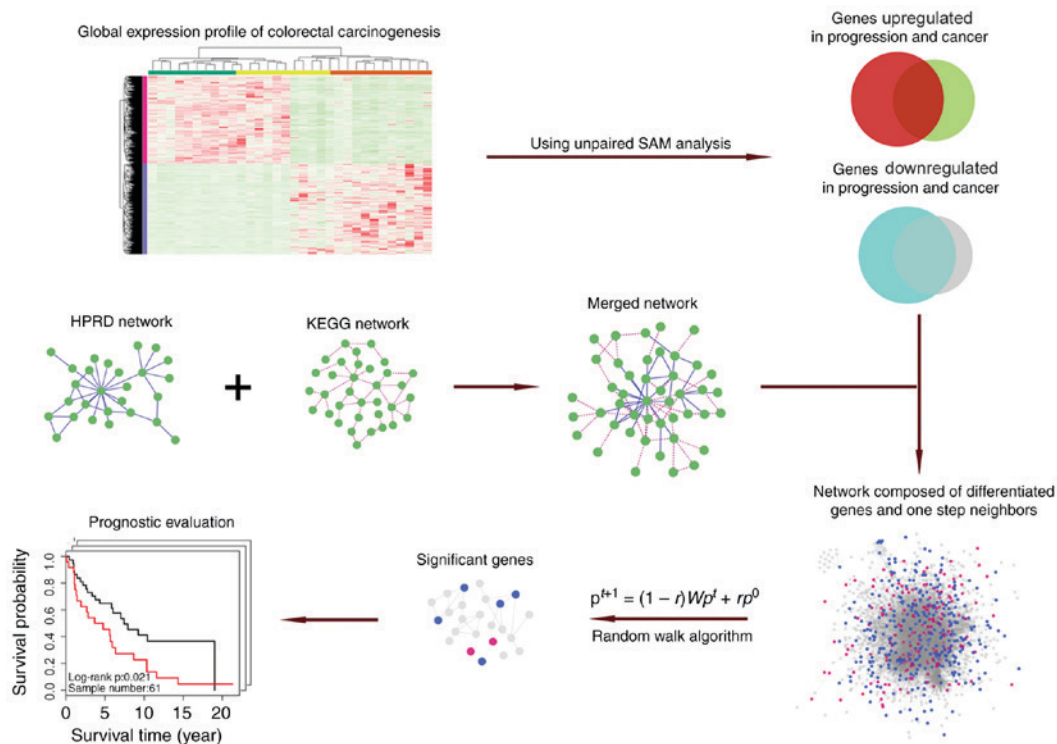 Global expression profile of colorectal carcinogenesis
Genes upregulated
in progression and cancer
Using unpaired SAM analysis
Genes downregulated
in progression and cancer
HPRD network
KEGG network
Merged network
+
Network composed of differentiated
genes and one step neighbors
Prognostic evaluation
Significant genes
p^{t+1} = (1 – r)Wp^t + rp^0
Random walk algorithm
Survival probability
1.0
0.8
0.6
0.4
0.2
0.0
Log-rank p:0.021
Sample number:61
0 5 10 15 20
Survival time (year)